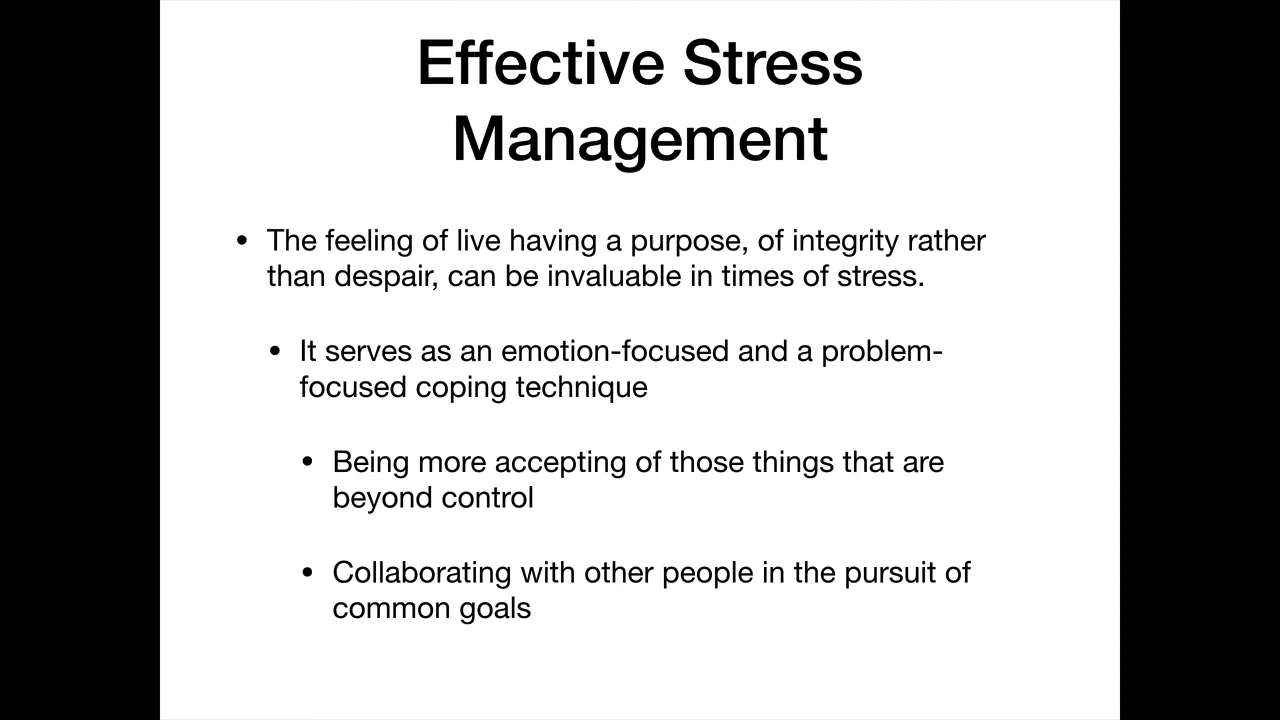 Effective Stress
Management
• The feeling of live having a purpose, of integrity rather
than despair, can be invaluable in times of stress.
• It serves as an emotion-focused and a problem-
focused coping technique
• Being more accepting of those things that are
beyond control
• Collaborating with other people in the pursuit of
common goals